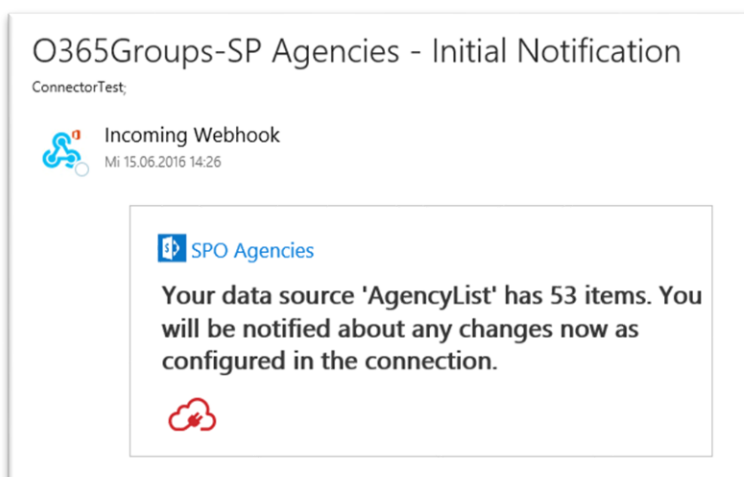 O365Groups-SP Agencies - Initial Notification
ConnectorTest;
Incoming Webhook
Mi 15.06.2016 14:26
SPO Agencies
Your data source 'AgencyList' has 53 items. You
will be notified about any changes now as
configured in the connection.